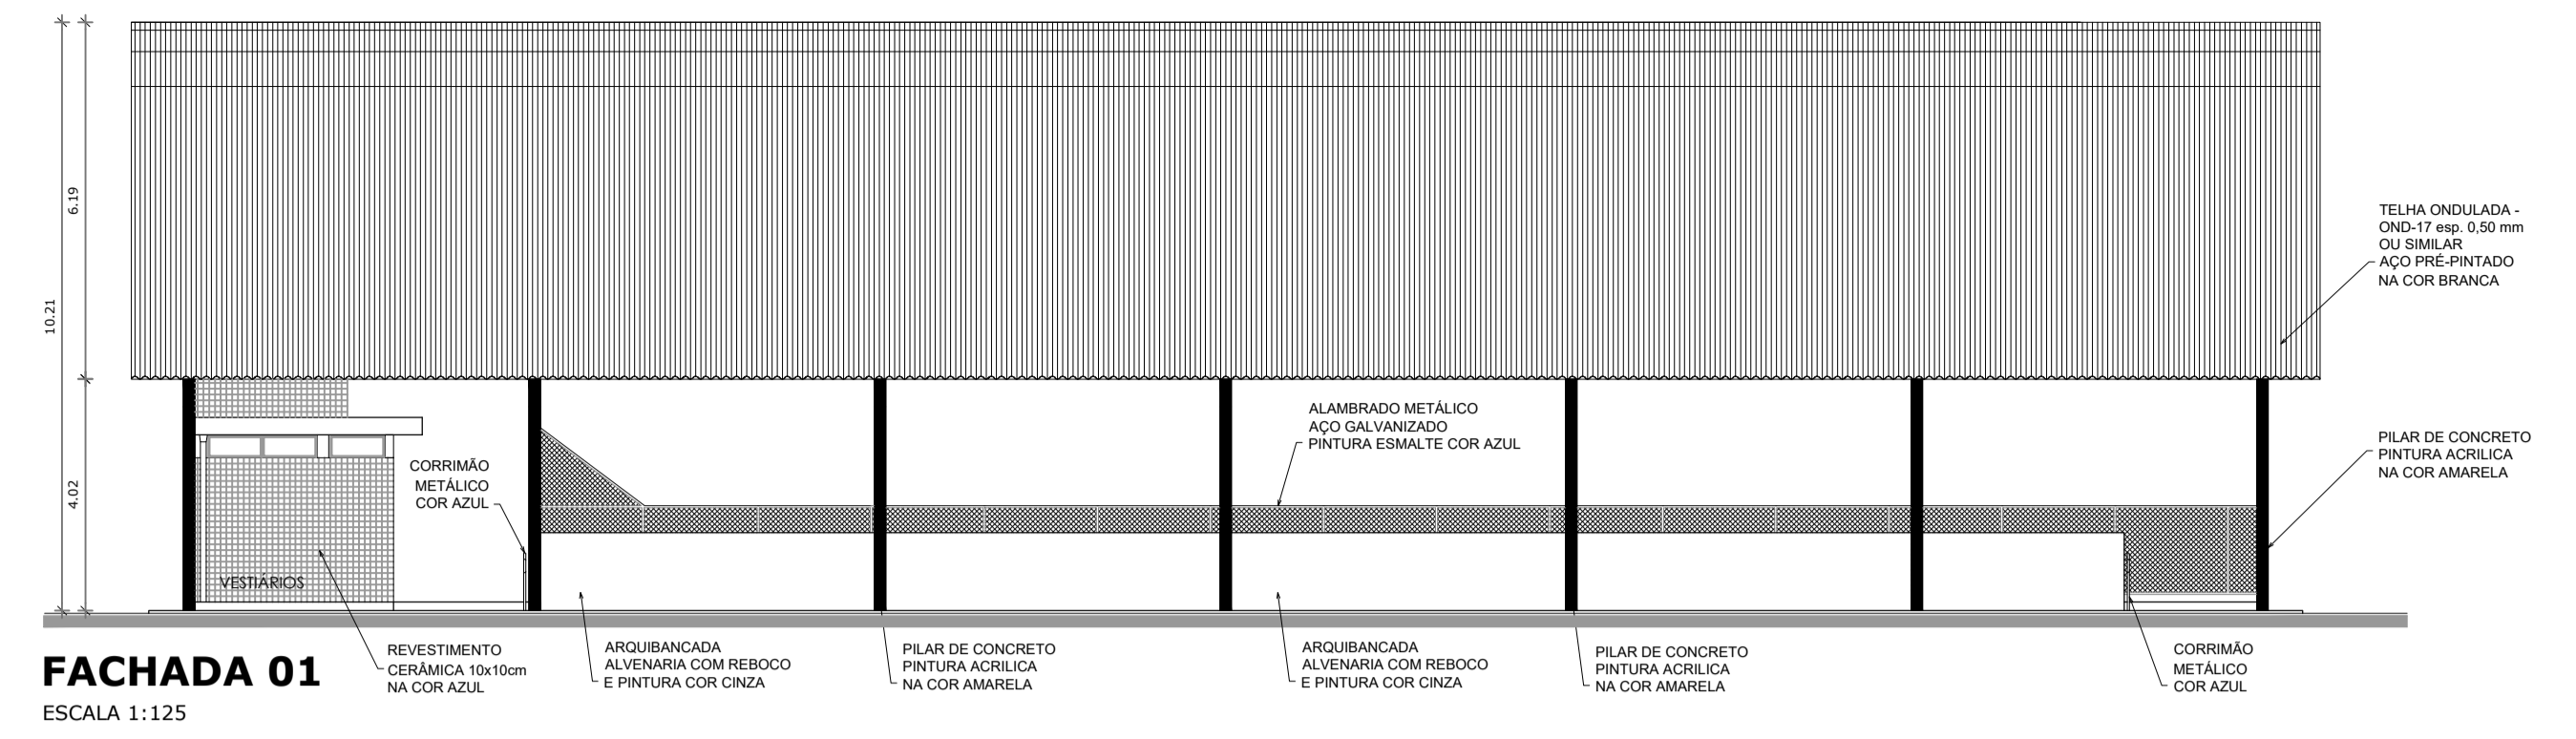 6.19
10.21
4.02
TELHA ONDULADA -
OND-17 esp. 0,50 mm
OU SIMILAR
AÇO PRÉ-PINTADO
NA COR BRANCA
ALAMBRADO METÁLICO
AÇO GALVANIZADO
PINTURA ESMALTE COR AZUL
PILAR DE CONCRETO
PINTURA ACRILICA
NA COR AMARELA
CORRIMÃO
METÁLICO
COR AZUL
VESTIÁRIOS
REVESTIMENTO
CERÂMICA 10x10cm
NA COR AZUL
ARQUIBANCADA
ALVENARIA COM REBOCO
E PINTURA COR CINZA
PILAR DE CONCRETO
PINTURA ACRILICA
NA COR AMARELA
ARQUIBANCADA
ALVENARIA COM REBOCO
E PINTURA COR CINZA
PILAR DE CONCRETO
PINTURA ACRILICA
NA COR AMARELA
CORRIMÃO
METÁLICO
COR AZUL
FACHADA 01
ESCALA 1:125